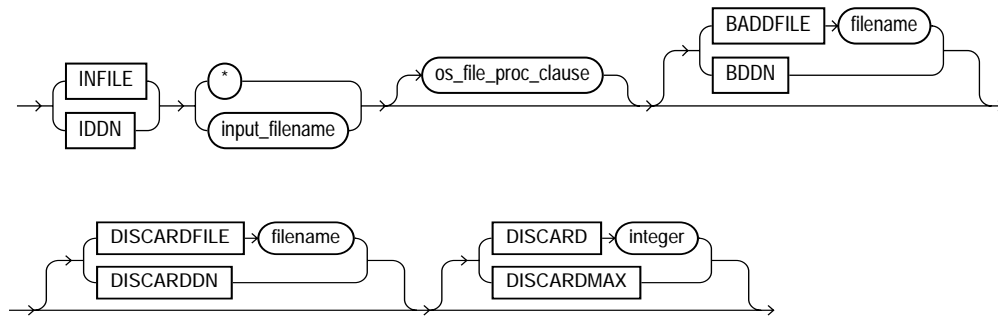 INFILE
IDDN
*
input_filename
os_file_proc_clause
BADDFILE filename
BDDN
DISCARDFILE filename
DISCARDDN
DISCARD integer
DISCARDMAX